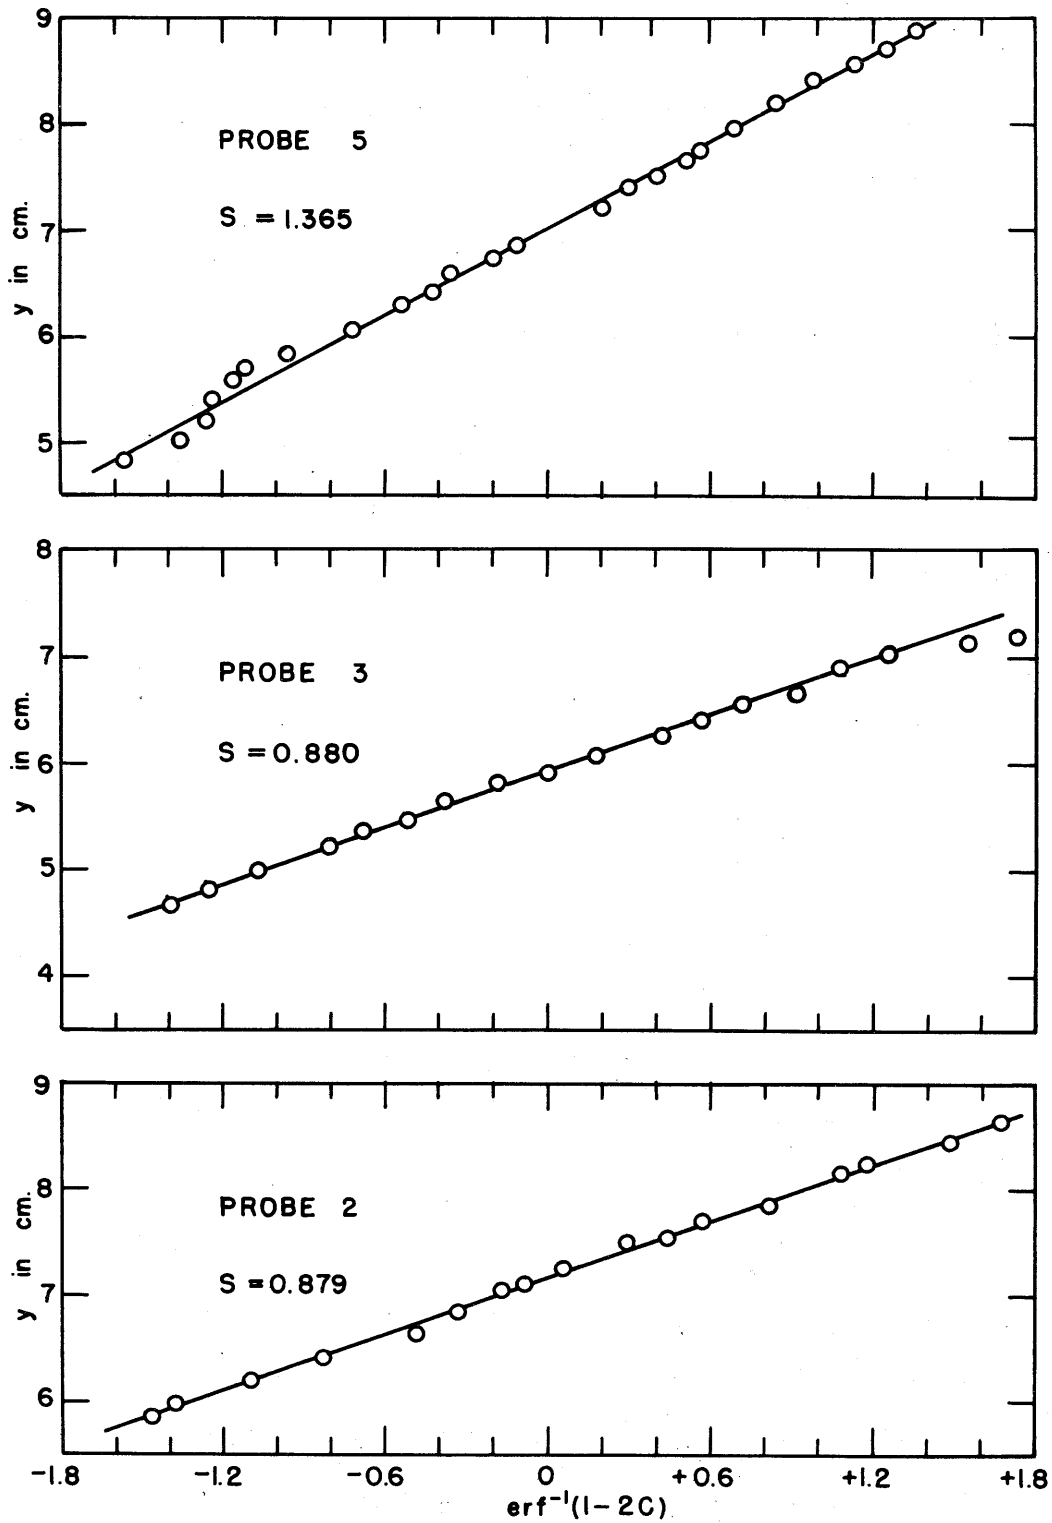 9
8
7
6
5
y in cm.
PROBE 5
S = 1.365
8
7
6
5
4
y in cm.
PROBE 3
S = 0.880
9
8
7
6
y in cm.
PROBE 2
S = 0.879
-1.8 -1.2 -0.6 0 +0.6 +1.2 +1.8
erf⁻¹(1-2C)